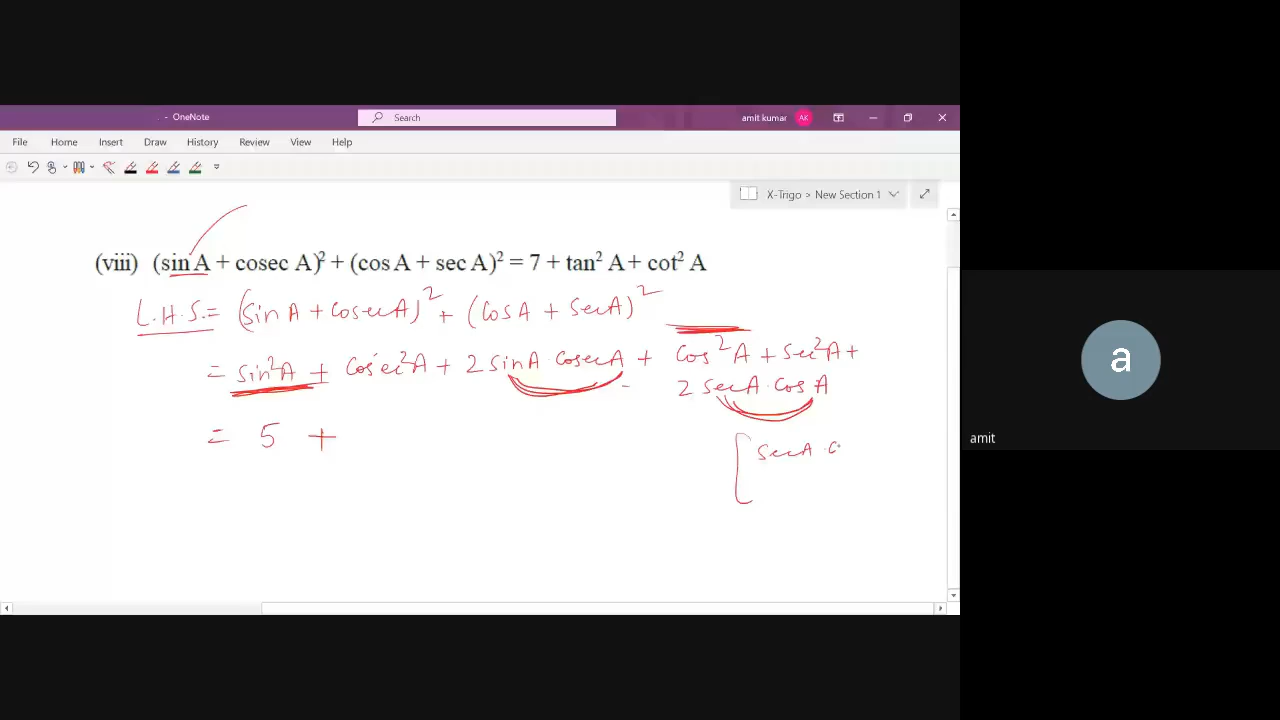 - OneNote
Search
amit kumar AK
File Home Insert Draw History Review View Help
X-Trigo > New Section 1
(viii) (sin A + cosec A)² + (cos A + sec A)² = 7 + tan² A + cot² A
L.H.S. = (sin A + cosec A)² + (cos A + sec A)²
= sin²A + cosec²A + 2 sinA · cosecA + cos²A + sec²A +
2 secA · cos A
= 5 +
[ secA · c
a
amit